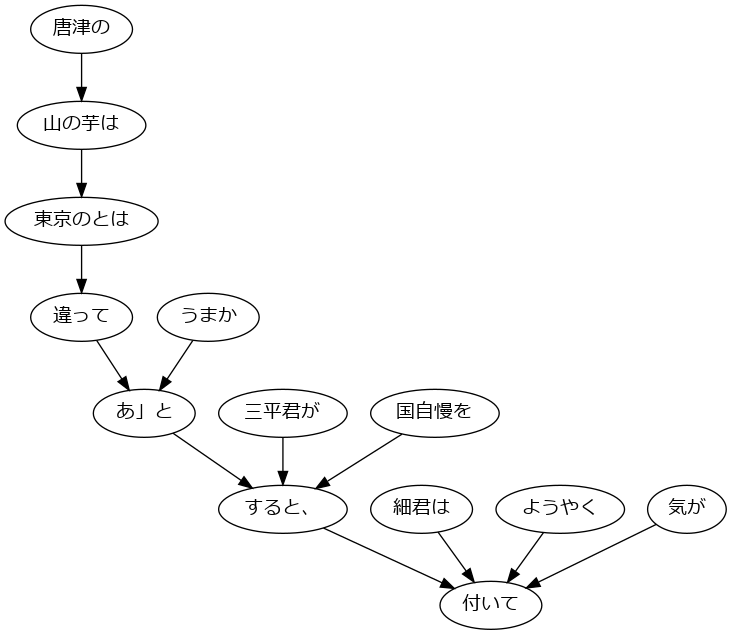 唐津の
山の芋は
東京のとは
違って
うまか
あ」と
三平君が
国自慢を
すると、
細君は
ようやく
気が
付いて